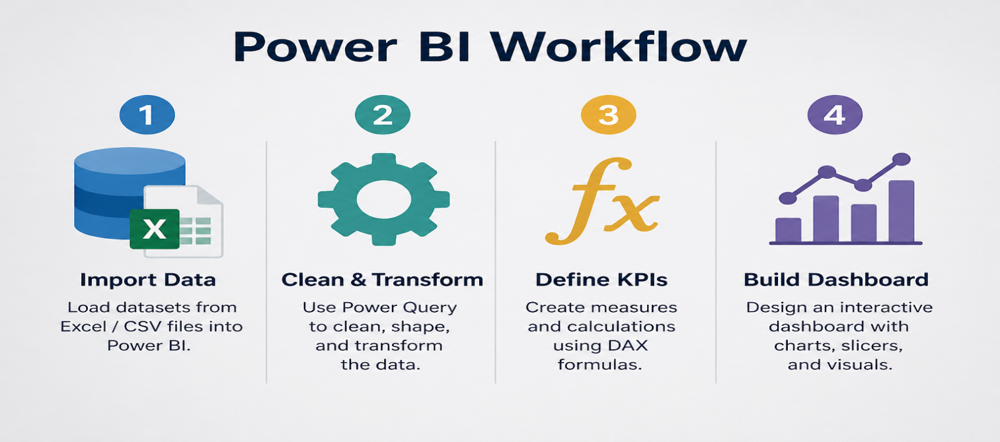 Power BI Workflow
1
2
3
4
X
fx
Import Data
Load datasets from
Excel / CSV files into
Power BI.
Clean & Transform
Use Power Query
to clean, shape,
and transform
the data.
Define KPIs
Create measures
and calculations
using DAX
formulas.
Build Dashboard
Design an interactive
dashboard with
charts, slicers,
and visuals.